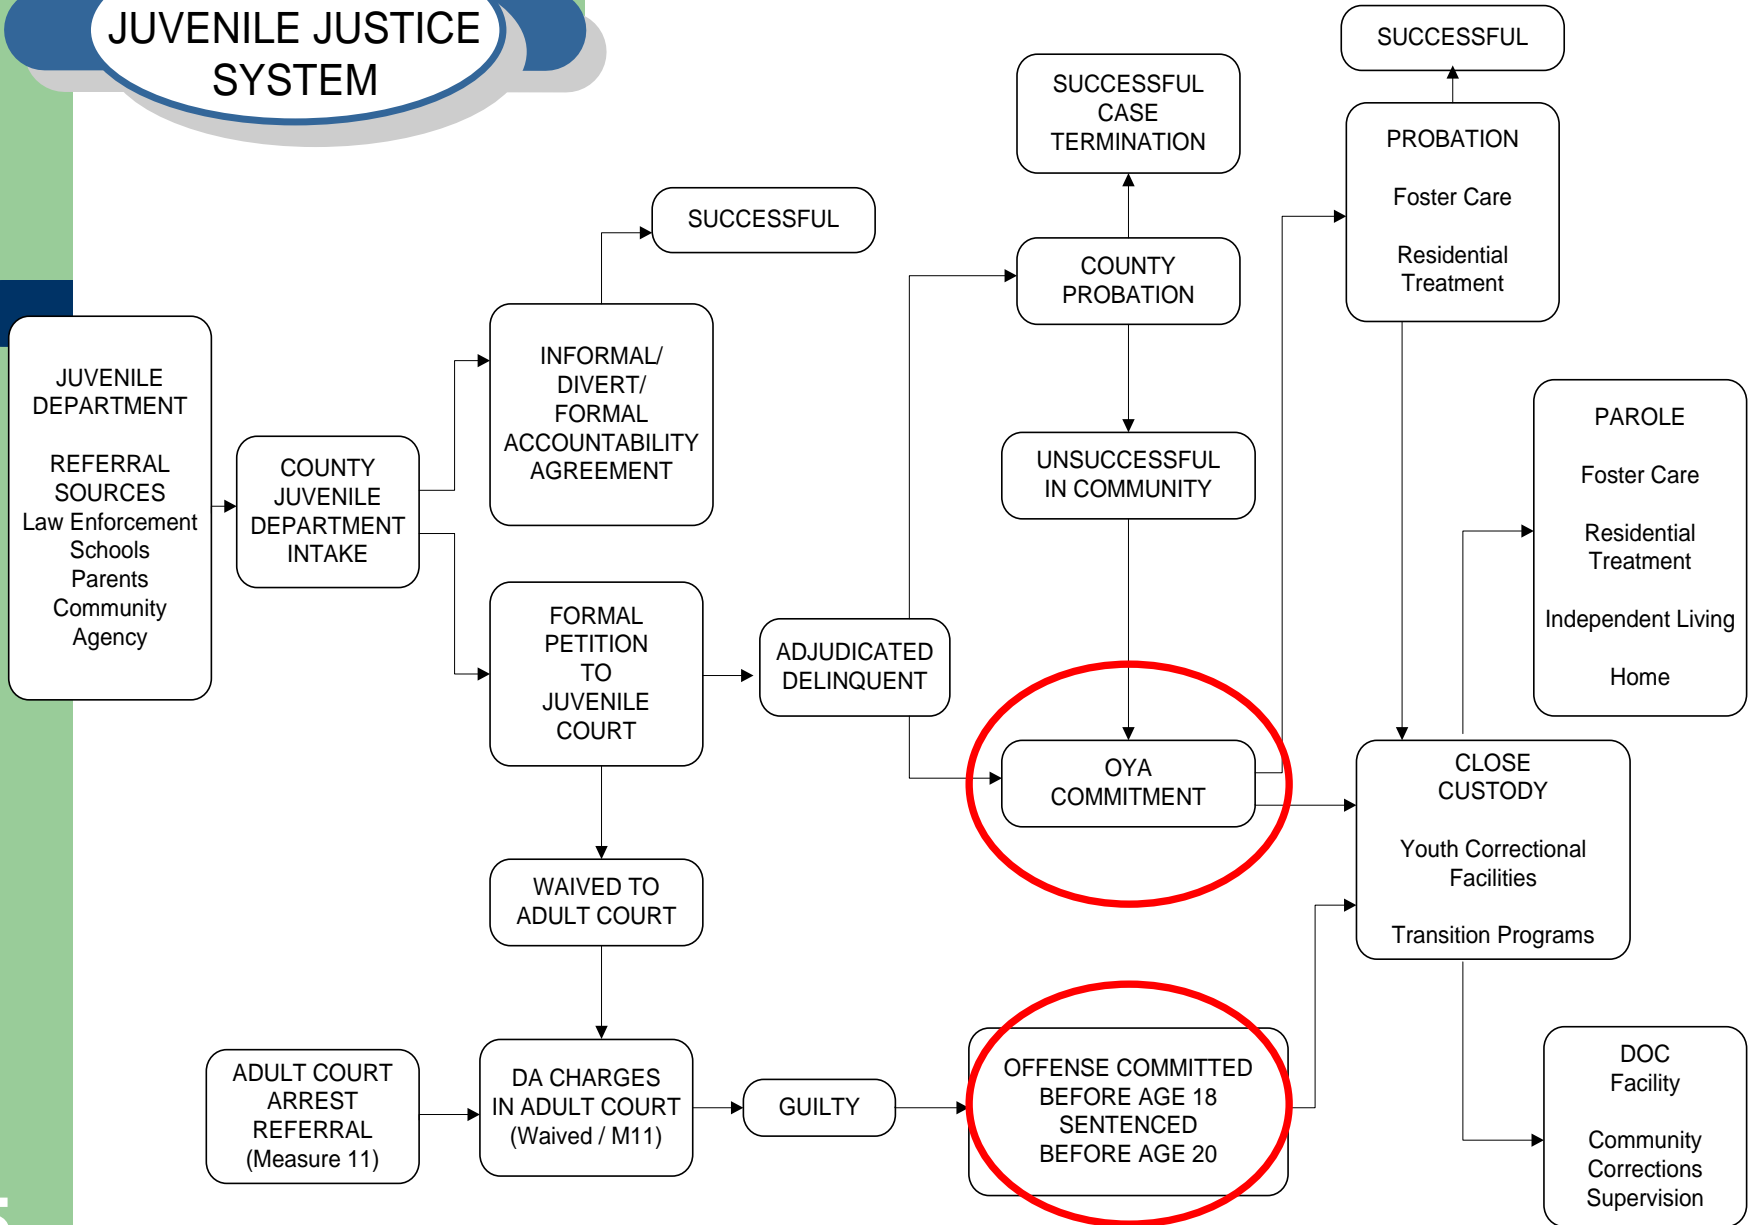 JUVENILE JUSTICE
SYSTEM
SUCCESSFUL
SUCCESSFUL
CASE
TERMINATION
PROBATION
Foster Care
Residential
Treatment
SUCCESSFUL
COUNTY
PROBATION
JUVENILE
DEPARTMENT
REFERRAL
SOURCES
Law Enforcement
Schools
Parents
Community
Agency
COUNTY
JUVENILE
DEPARTMENT
INTAKE
INFORMAL/
DIVERT/
FORMAL
ACCOUNTABILITY
AGREEMENT
UNSUCCESSFUL
IN COMMUNITY
PAROLE
Foster Care
Residential
Treatment
Independent Living
Home
FORMAL
PETITION
TO
JUVENILE
COURT
ADJUDICATED
DELINQUENT
OYA
COMMITMENT
CLOSE
CUSTODY
Youth Correctional
Facilities
Transition Programs
WAIVED TO
ADULT COURT
ADULT COURT
ARREST
REFERRAL
(Measure 11)
DA CHARGES
IN ADULT COURT
(Waived / M11)
GUILTY
OFFENSE COMMITTED
BEFORE AGE 18
SENTENCED
BEFORE AGE 20
DOC
Facility
Community
Corrections
Supervision